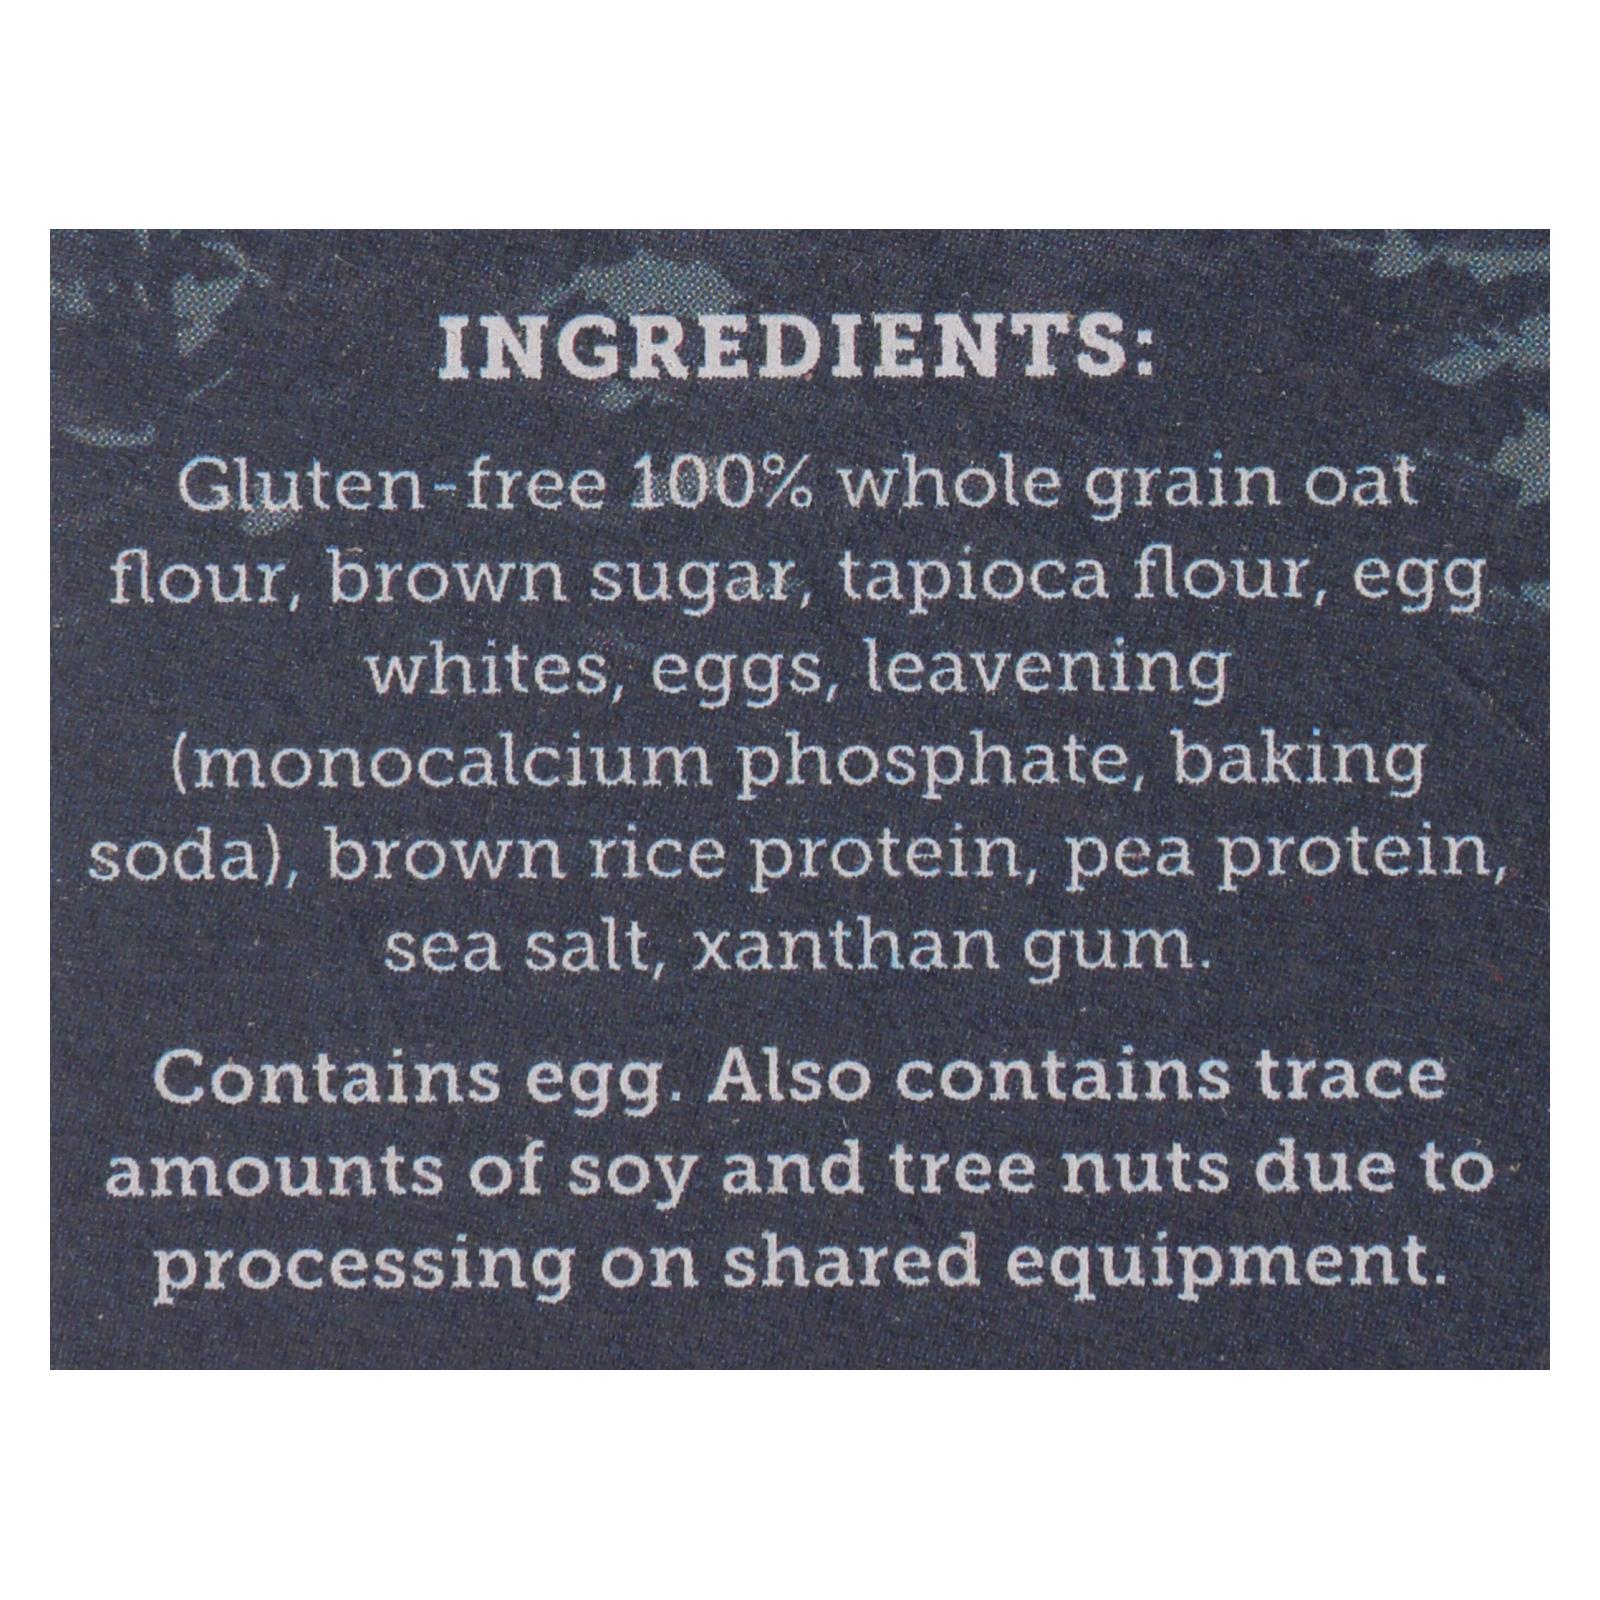 INGREDIENTS:
Gluten-free 100% whole grain oat
flour, brown sugar, tapioca flour, egg
whites, eggs, leavening
(monocalcium phosphate, baking
soda), brown rice protein, pea protein,
sea salt, xanthan gum.
Contains egg. Also contains trace
amounts of soy and tree nuts due to
processing on shared equipment.